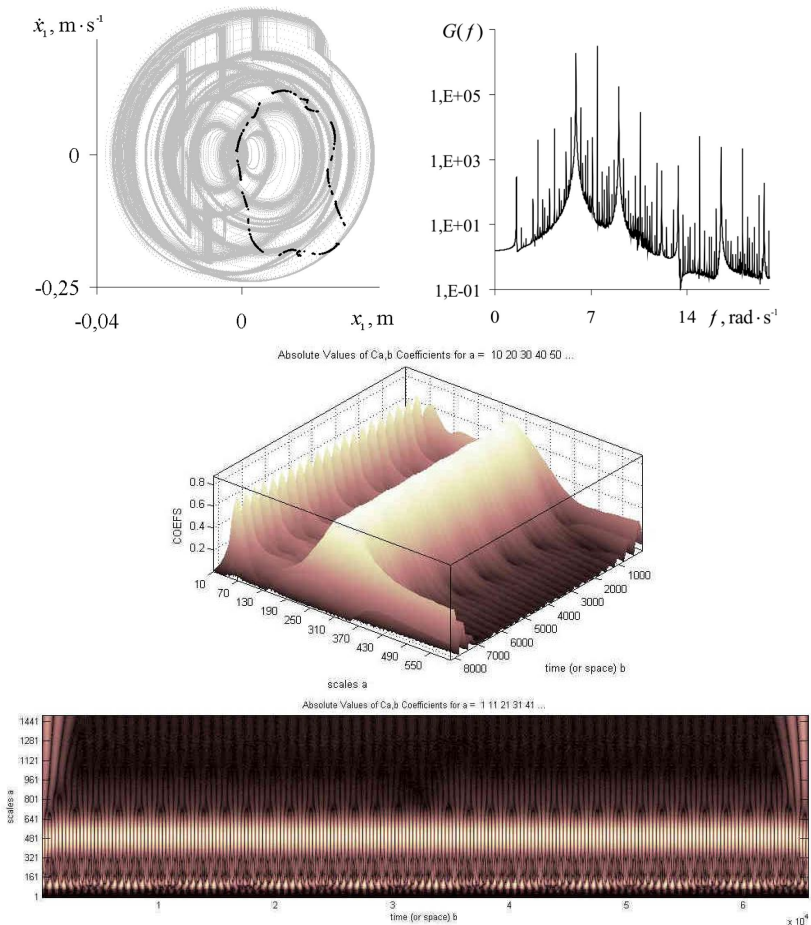 ẋ₁, m·s⁻¹
0
-0,25
-0,04
0
x₁, m
G(f)
1,E+05
1,E+03
1,E+01
1,E-01
0
7
14
f, rad·s⁻¹
Absolute Values of Ca,b Coefficients for a = 10 20 30 40 50 ...
0.8
0.6
0.4
0.2
COEFS
10
70
130
190
250
310
370
430
490
550
scales a
1000
2000
3000
4000
5000
6000
7000
8000
time (or space) b
Absolute Values of Ca,b Coefficients for a = 1 11 21 31 41 ...
1441
1281
1121
961
801
641
481
321
161
1
scales a
1
2
3
4
5
6
x 10⁴
time (or space) b